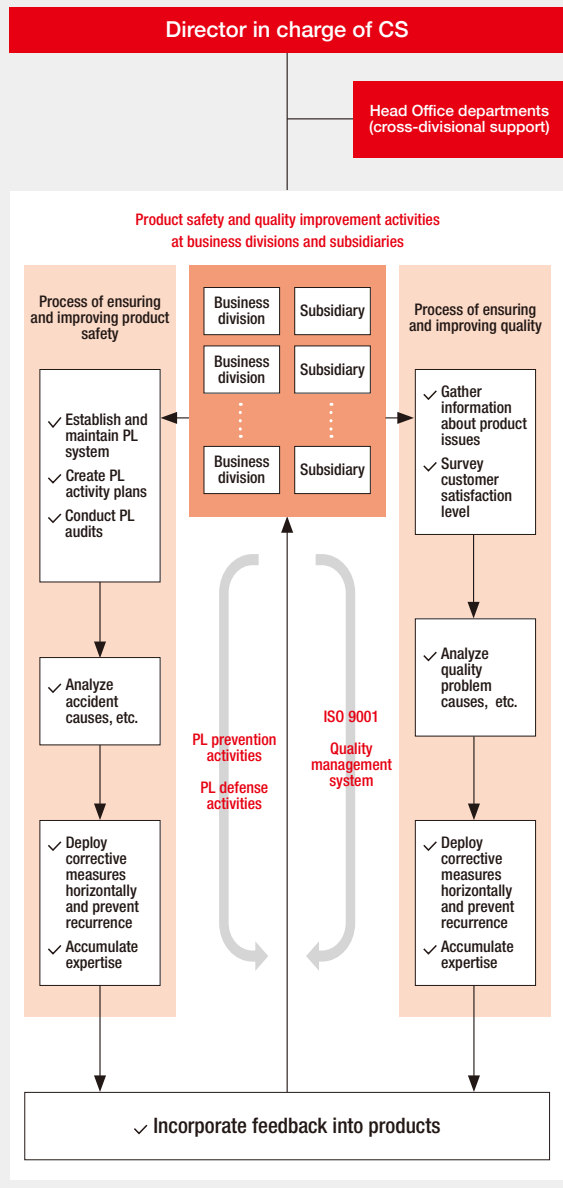 Director in charge of CS
Head Office departments
(cross-divisional support)
Product safety and quality improvement activities
at business divisions and subsidiaries
Process of ensuring
and improving product
safety
✓ Establish and
maintain PL
system
✓ Create PL
activity plans
✓ Conduct PL
audits
✓ Analyze
accident
causes, etc.
✓ Deploy
corrective
measures
horizontally
and prevent
recurrence
✓ Accumulate
expertise
Business
division
Subsidiary
Business
division
Subsidiary
Business
division
Subsidiary
PL prevention
activities
PL defense
activities
ISO 9001
Quality
management
system
Process of ensuring
and improving quality
✓ Gather
information
about product
issues
✓ Survey
customer
satisfaction
level
✓ Analyze
quality
problem
causes, etc.
✓ Deploy
corrective
measures
horizontally
and prevent
recurrence
✓ Accumulate
expertise
✓ Incorporate feedback into products